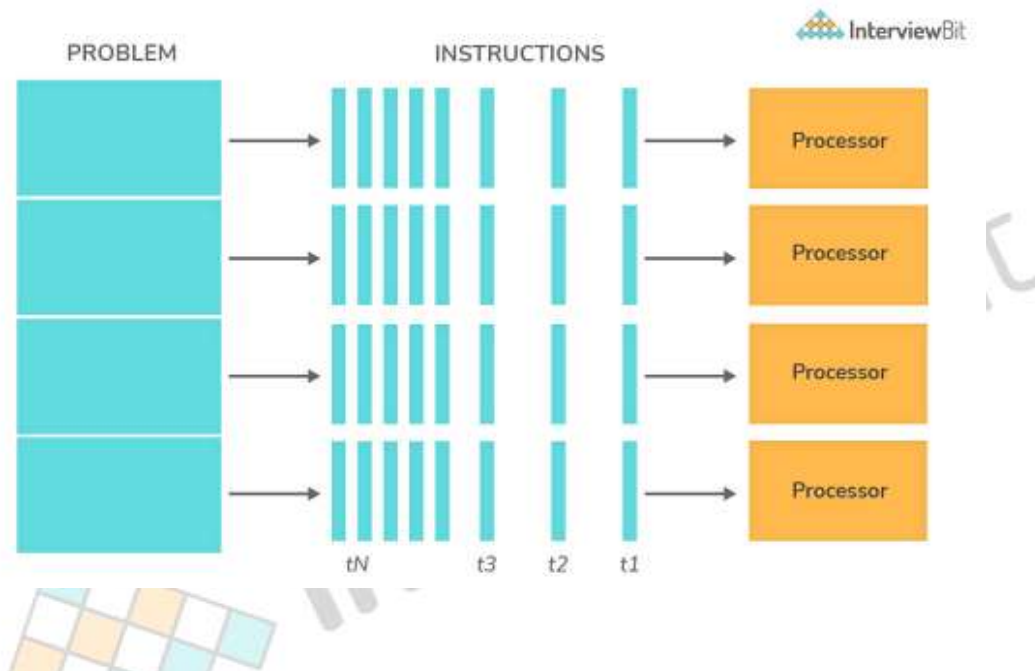 InterviewBit
PROBLEM INSTRUCTIONS
Processor
Processor
Processor
Processor
tN t3 t2 t1